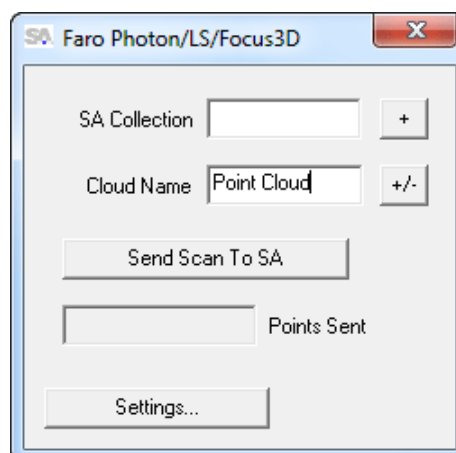 SA Faro Photon/LS/Focus3D
SA Collection +
Cloud Name Point Cloud +/-
Send Scan To SA
Points Sent
Settings...